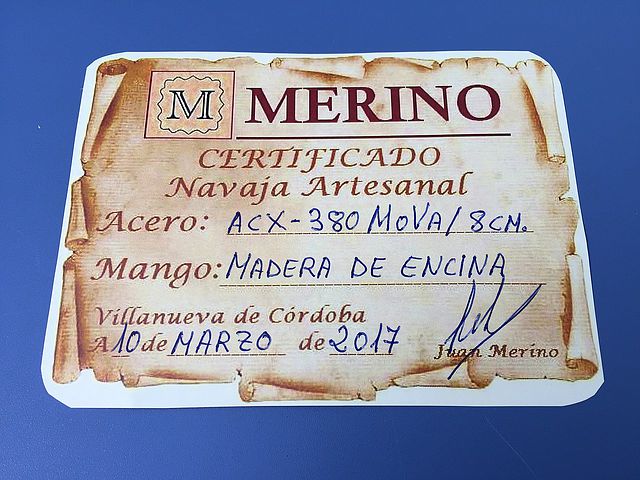 M MERINO
CERTIFICADO
Navaja Artesanal
Acero: ACX-380 MoVA/8CM.
Mango: MADERA DE ENCINA
Villanueva de Córdoba
A 10 de MARZO de 2017
Juan Merino